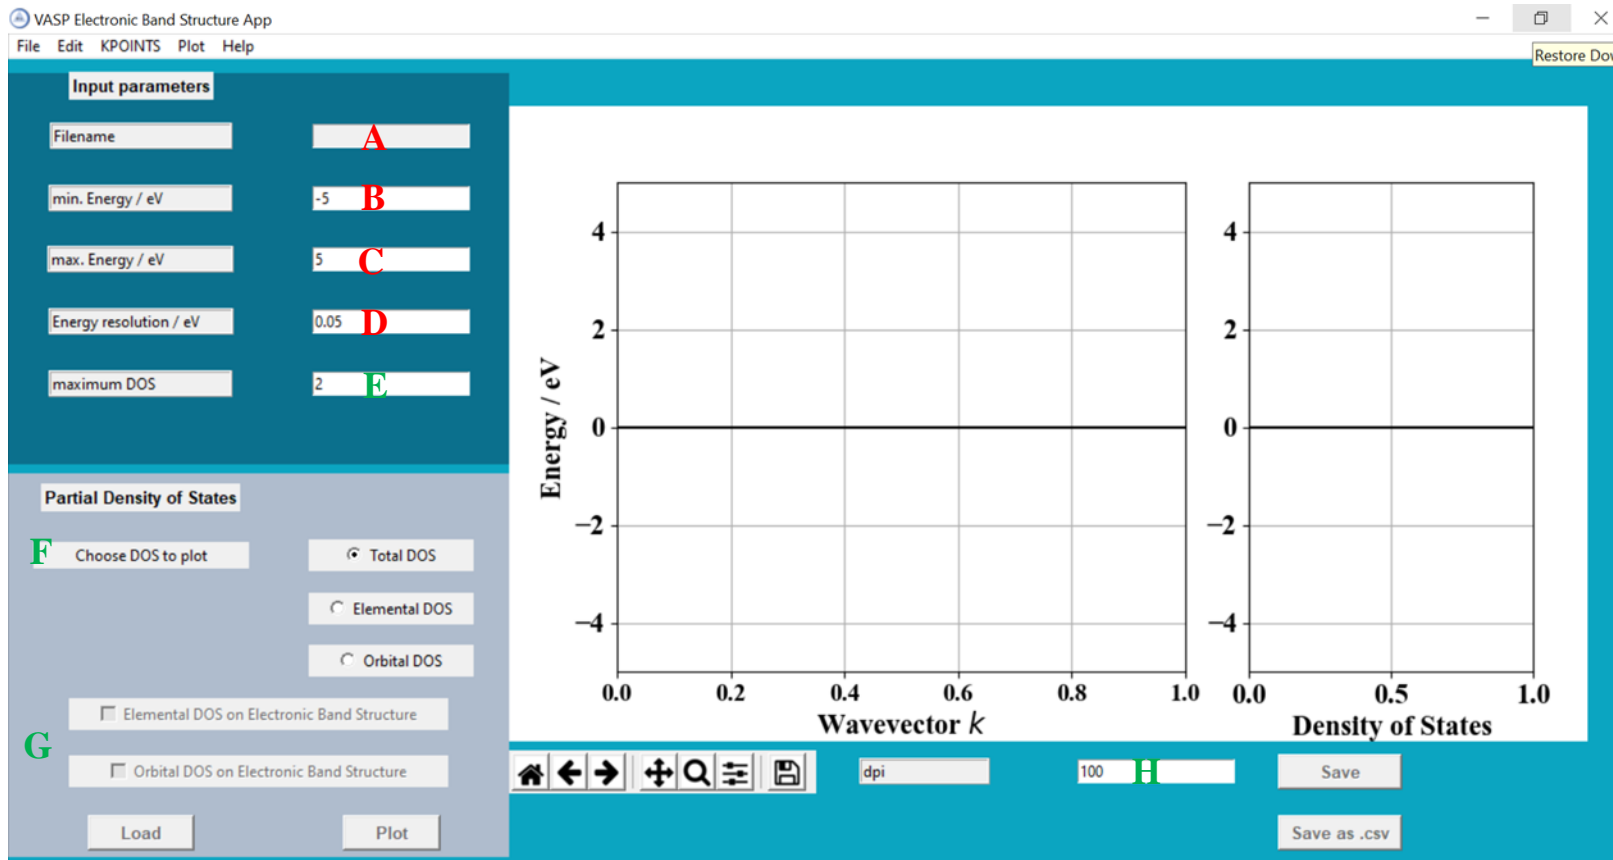 VASP Electronic Band Structure App
File Edit KPOINTS Plot Help
Restore Dov
Input parameters
Filename A
min. Energy / eV -5 B
max. Energy / eV 5 C
Energy resolution / eV 0.05 D
maximum DOS 2 E
Partial Density of States
F Choose DOS to plot Total DOS
Elemental DOS
Orbital DOS
Elemental DOS on Electronic Band Structure
G
Orbital DOS on Electronic Band Structure
Load Plot
Energy / eV
4
2
0
−2
−4
0.0 0.2 0.4 0.6 0.8 1.0
Wavevector k
4
2
0
−2
−4
0.0 0.5 1.0
Density of States
dpi 100 H Save
Save as .csv